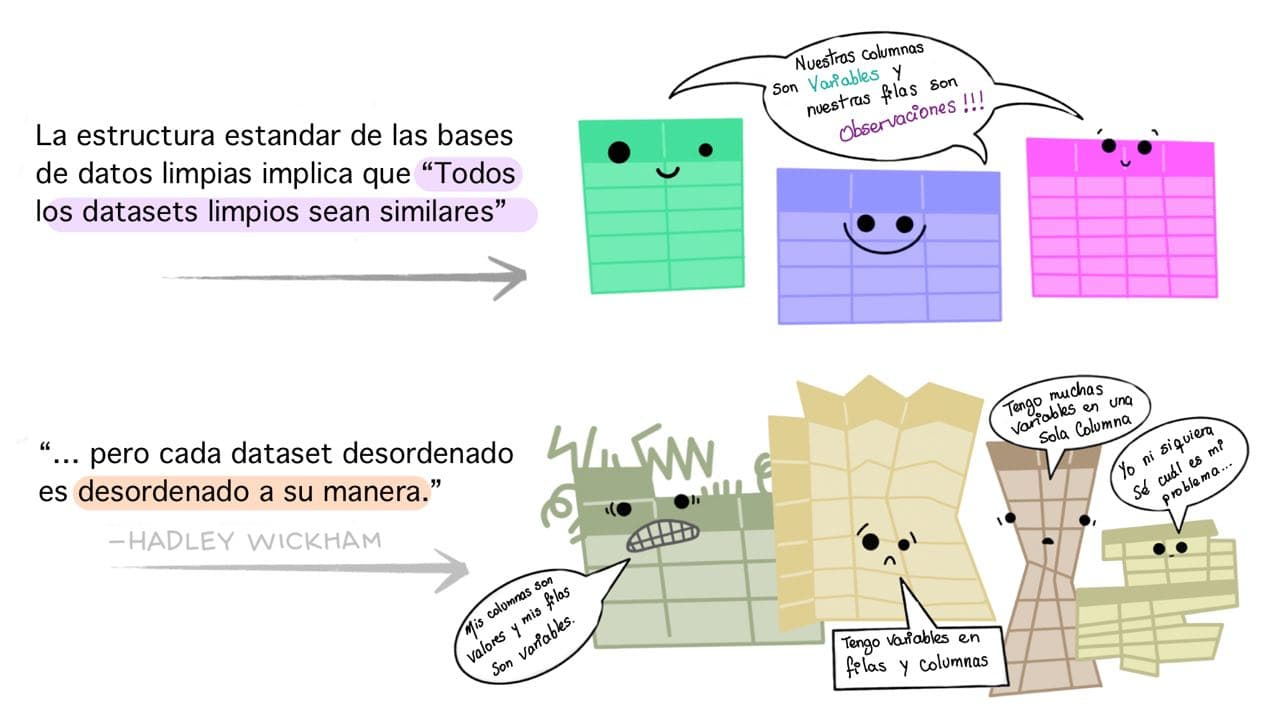 La estructura estandar de las bases
de datos limpias implica que “Todos
los datasets limpios sean similares”
Nuestras columnas
son Variables y
nuestras filas son
Observaciones !!!
“... pero cada dataset desordenado
es desordenado a su manera.”
–HADLEY WICKHAM
Mis columnas son
valores y mis filas
son variables.
Tengo variables en
filas y columnas
Tengo muchas
variables en una
sola columna
Yo ni siquiera
sé cuál es mi
problema...